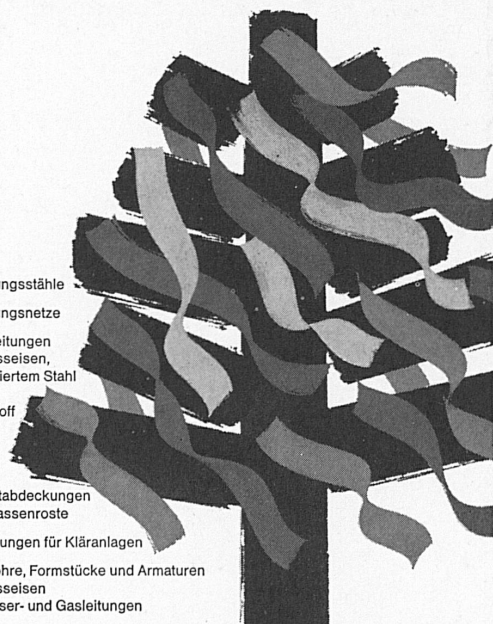 ngsstähle
ngsnetze
eitungen
sseisen,
iertem Stahl
off
tabdeckungen
assenroste
ungen für Kläranlagen
hre, Formstücke und Armaturen
sseisen
ser- und Gasleitungen